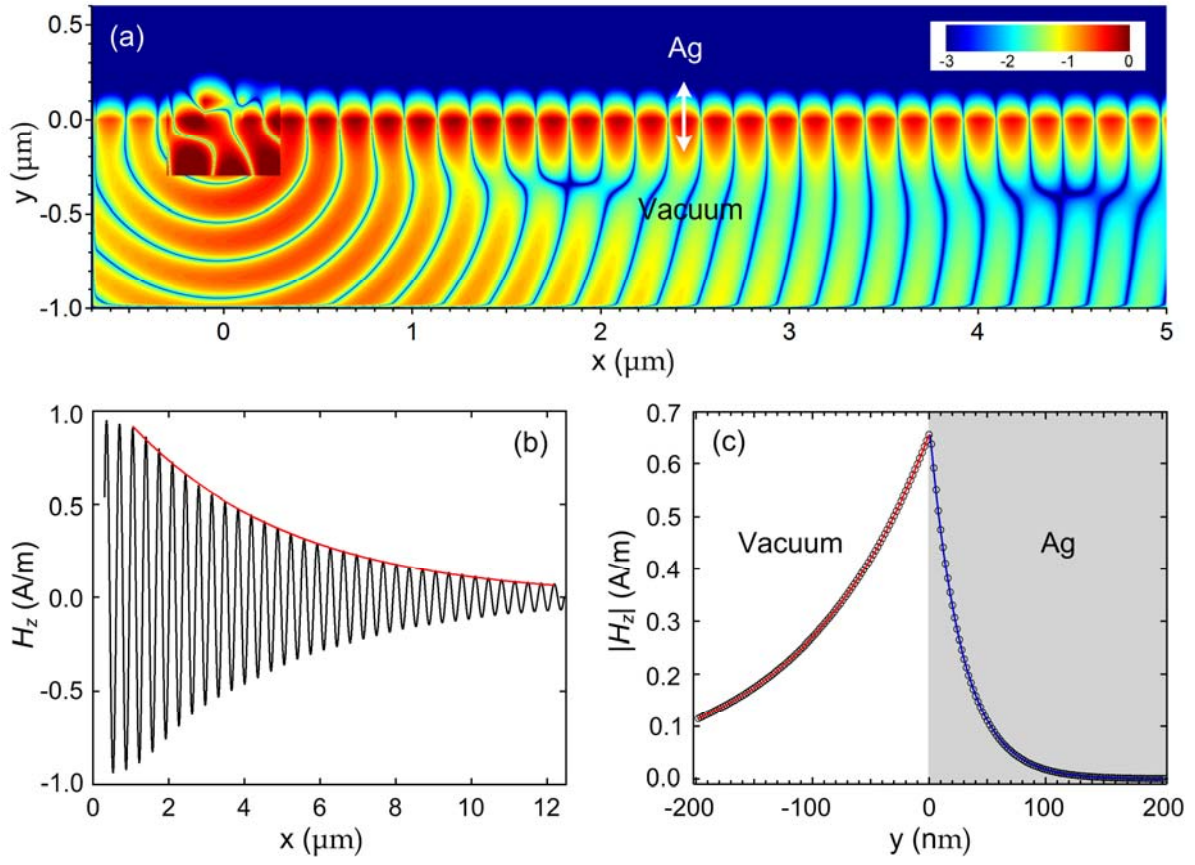 (a)
Ag
Vacuum
-3 -2 -1 0
0.5
0.0
-0.5
-1.0
y (µm)
0 1 2 3 4 5
x (µm)
(b)
1.0
0.5
0.0
-0.5
-1.0
Hz (A/m)
0 2 4 6 8 10 12
x (µm)
(c)
Vacuum
Ag
0.7
0.6
0.5
0.4
0.3
0.2
0.1
0.0
|Hz| (A/m)
-200 -100 0 100 200
y (nm)